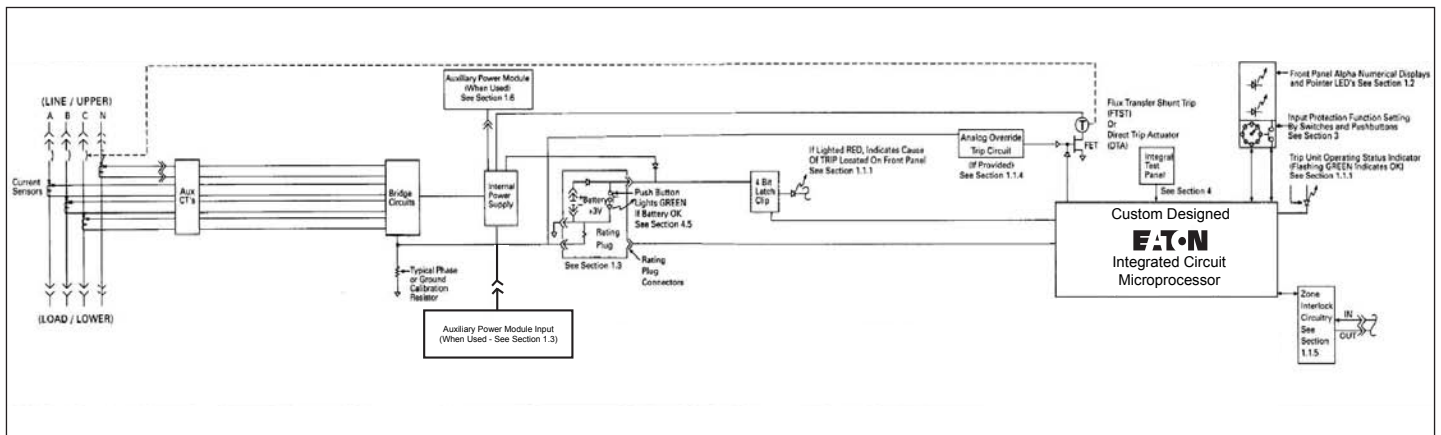 (LINE / UPPER)
A B C N
Current
Sensors
(LOAD / LOWER)
Aux
CT's
Bridge
Circuits
Typical Phase
or Ground
Calibration
Resistor
Auxiliary Power Module
(When Used)
See Section 1.6
Internal
Power
Supply
Auxiliary Power Module Input
(When Used - See Section 1.3)
Battery
+3V
Rating
Plug
See Section 1.3
Push Button
Lights GREEN
If Battery OK
See Section 4.5
Rating
Plug
Connectors
4 Bit
Latch
Clip
If Lighted RED, Indicates Cause
Of TRIP Located On Front Panel
See Section 1.1.1
Analog Override
Trip Circuit
(If Provided)
See Section 1.1.4
T
FET
Flux Transfer Shunt Trip
(FTST)
Or
Direct Trip Actuator
(DTA)
Integral
Test
Panel
See Section 4
Front Panel Alpha Numerical Displays
and Pointer LED's See Section 1.2
Input Protection Function Setting
By Switches and Pushbuttons
See Section 3
Trip Unit Operating Status Indicator
(Flashing GREEN Indicates OK)
See Section 1.1.1
Custom Designed
EATON
Integrated Circuit
Microprocessor
Zone
Interlock
Circuitry
See
Section
1.1.5
IN
OUT